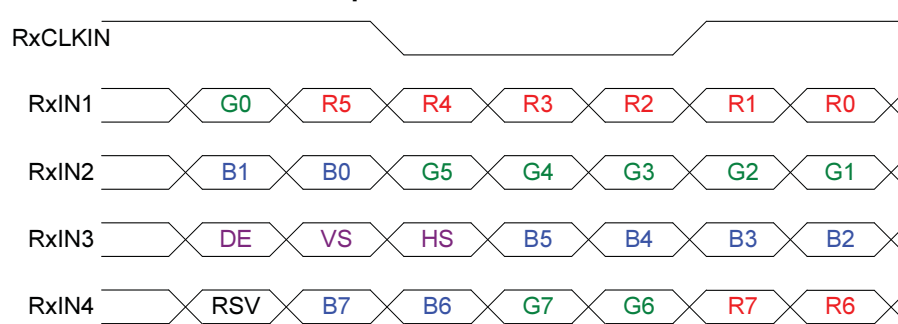 RxCLKIN
RxIN1 G0 R5 R4 R3 R2 R1 R0
RxIN2 B1 B0 G5 G4 G3 G2 G1
RxIN3 DE VS HS B5 B4 B3 B2
RxIN4 RSV B7 B6 G7 G6 R7 R6